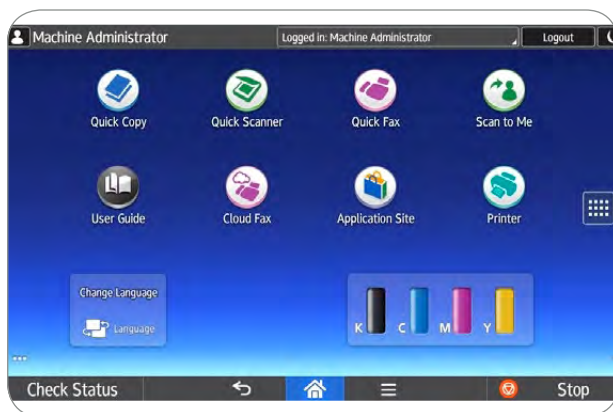 Machine Administrator Logged in: Machine Administrator Logout
Quick Copy Quick Scanner Quick Fax Scan to Me
User Guide Cloud Fax Application Site Printer
Change Language
Language
K C M Y
Check Status Stop